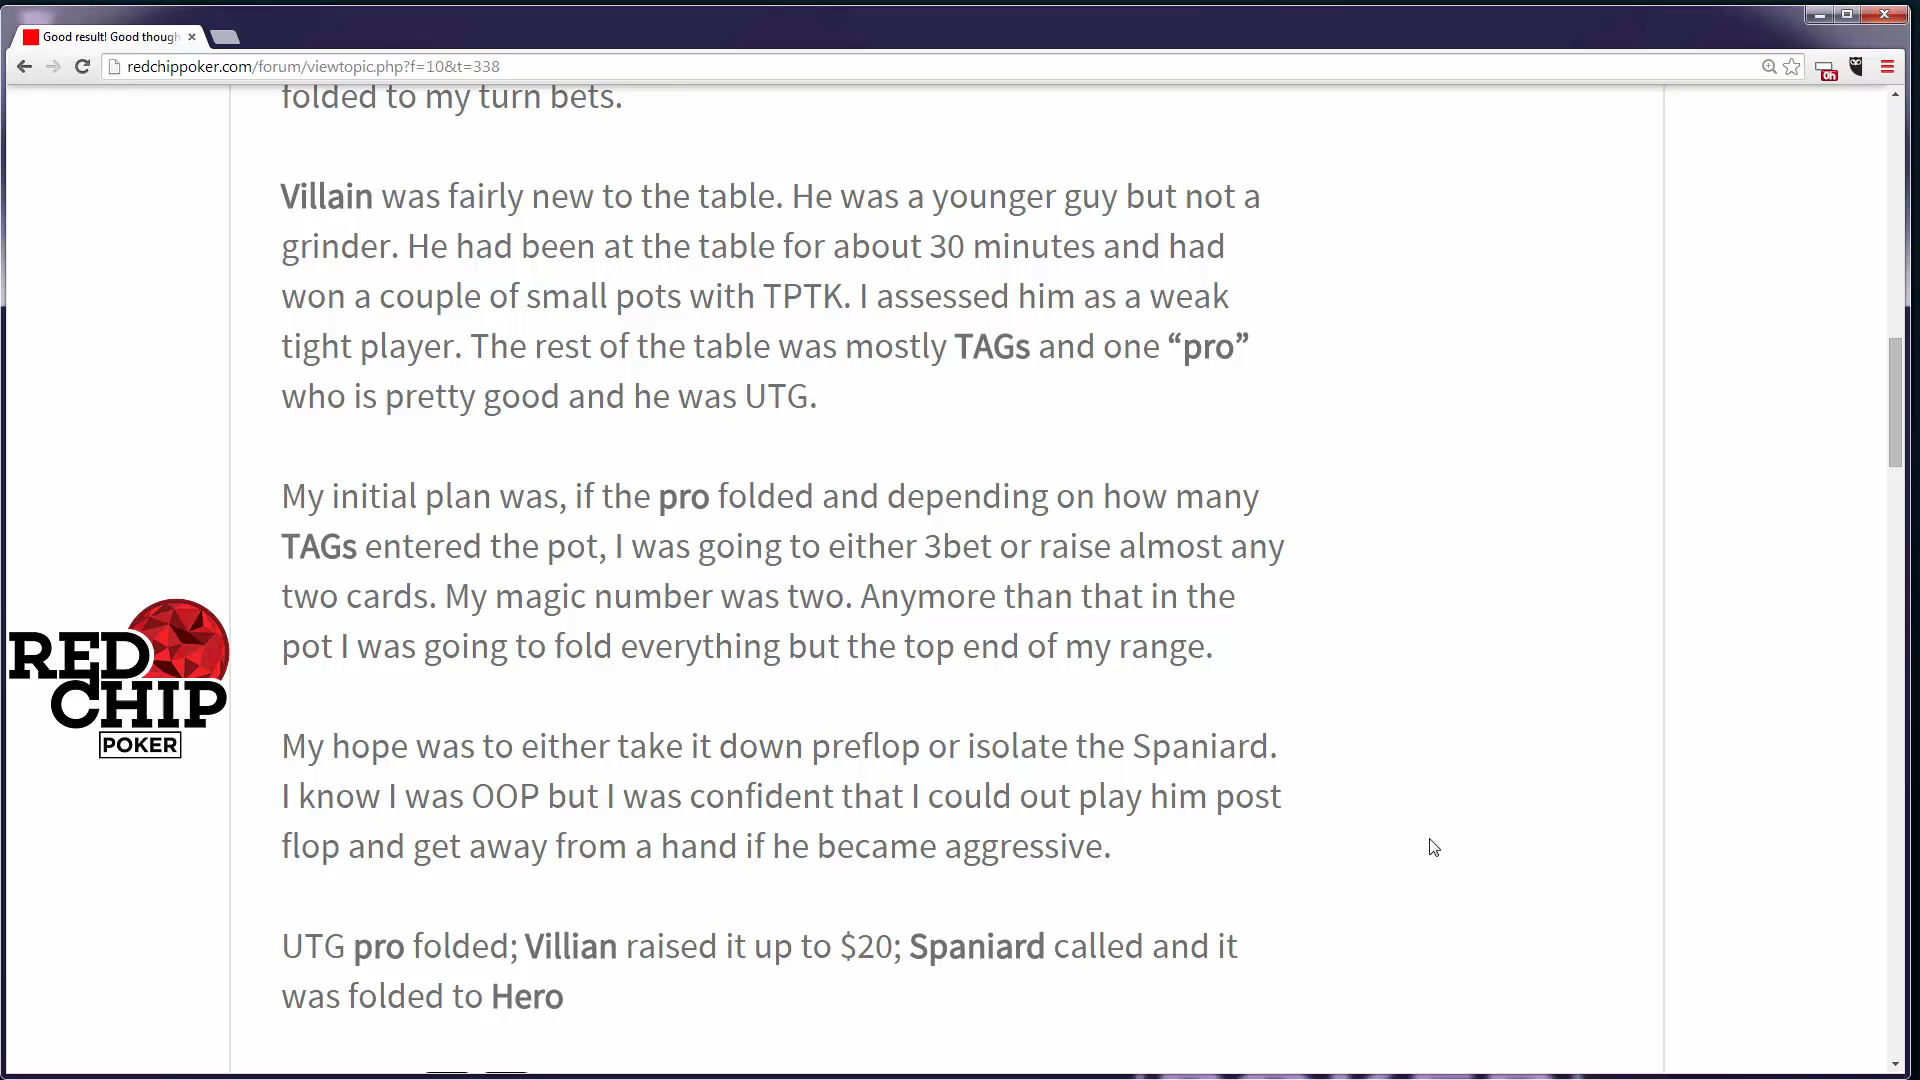 Good result! Good though
redchippoker.com/forum/viewtopic.php?f=10&t=338
0h
folded to my turn bets.
Villain was fairly new to the table. He was a younger guy but not a
grinder. He had been at the table for about 30 minutes and had
won a couple of small pots with TPTK. I assessed him as a weak
tight player. The rest of the table was mostly TAGs and one “pro”
who is pretty good and he was UTG.
My initial plan was, if the pro folded and depending on how many
TAGs entered the pot, I was going to either 3bet or raise almost any
two cards. My magic number was two. Anymore than that in the
pot I was going to fold everything but the top end of my range.
RED
CHIP
POKER
My hope was to either take it down preflop or isolate the Spaniard.
I know I was OOP but I was confident that I could out play him post
flop and get away from a hand if he became aggressive.
UTG pro folded; Villian raised it up to $20; Spaniard called and it
was folded to Hero